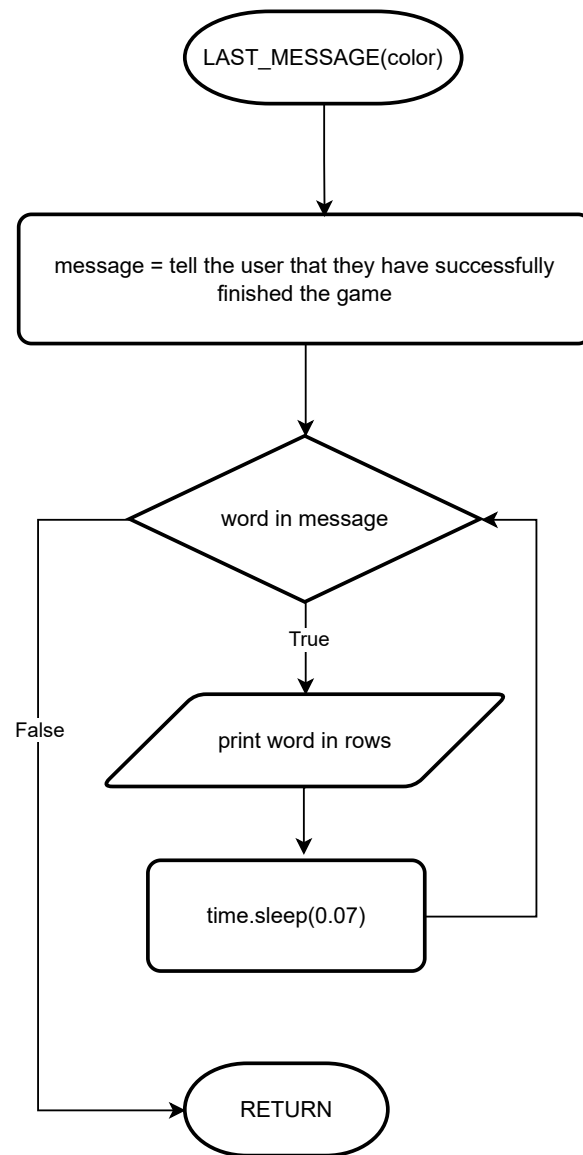 LAST_MESSAGE(color)
message = tell the user that they have successfully
finished the game
word in message
True
False
print word in rows
time.sleep(0.07)
RETURN